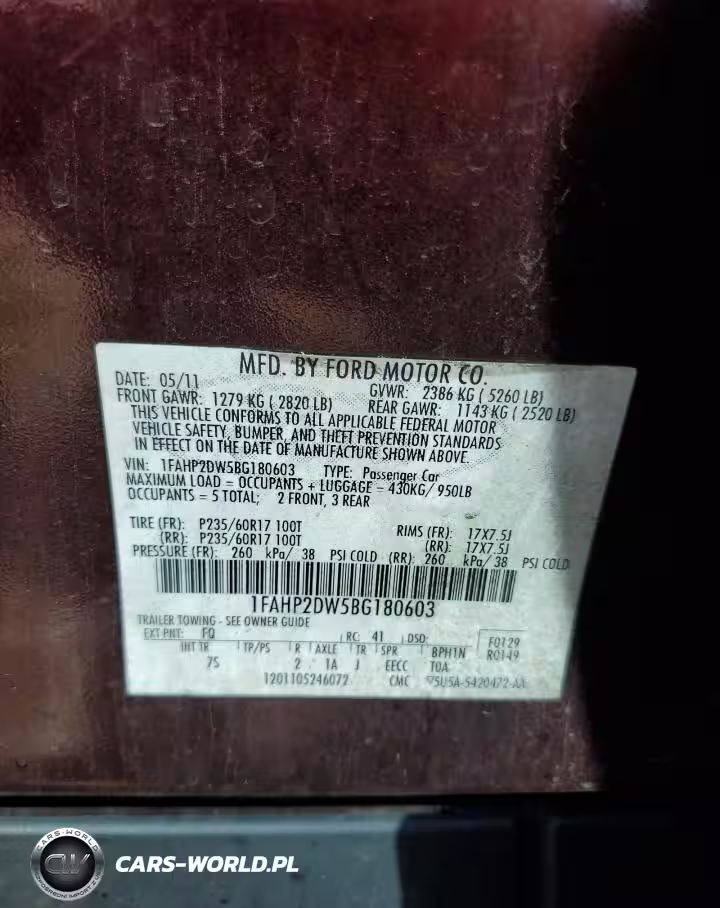 MFD. BY FORD MOTOR CO.
DATE: 05/11 GVWR: 2386 KG ( 5260 LB)
FRONT GAWR: 1279 KG ( 2820 LB) REAR GAWR: 1143 KG ( 2520 LB)
THIS VEHICLE CONFORMS TO ALL APPLICABLE FEDERAL MOTOR
VEHICLE SAFETY, BUMPER, AND THEFT PREVENTION STANDARDS
IN EFFECT ON THE DATE OF MANUFACTURE SHOWN ABOVE.
VIN: 1FAHP2DW5BG180603 TYPE: Passenger Car
MAXIMUM LOAD = OCCUPANTS + LUGGAGE = 430KG/ 950LB
OCCUPANTS = 5 TOTAL; 2 FRONT, 3 REAR
TIRE (FR): P235/60R17 100T RIMS (FR): 17X7.5J
(RR): P235/60R17 100T (RR): 17X7.5J
PRESSURE (FR): 260 kPa/ 38 PSI COLD (RR): 260 kPa/ 38 PSI COLD
1FAHP2DW5BG180603
TRAILER TOWING - SEE OWNER GUIDE
EXT PNT: FQ RC: 41 DSO: F0129
INT TR TP/PS R AXLE TR SPR BPH1N R0149
7S 2 1A J EECC T0A
1201105246072 CMC 5U5A-5420472-AA
CARS-WORLD
CW
CARS-WORLD.PL